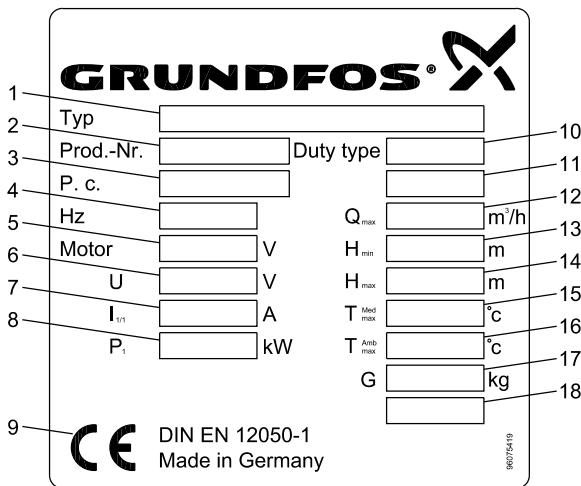 GRUNDFOS®
1 Typ
2 Prod.-Nr. Duty type 10
3 P. c. 11
4 Hz Qmax m³/h 12
5 Motor V Hmin m 13
6 U V Hmax m 14
7 I1/1 A T Med max °c 15
8 P1 kW T Amb max °c 16
G kg 17
18
9 CE DIN EN 12050-1
Made in Germany
96075419